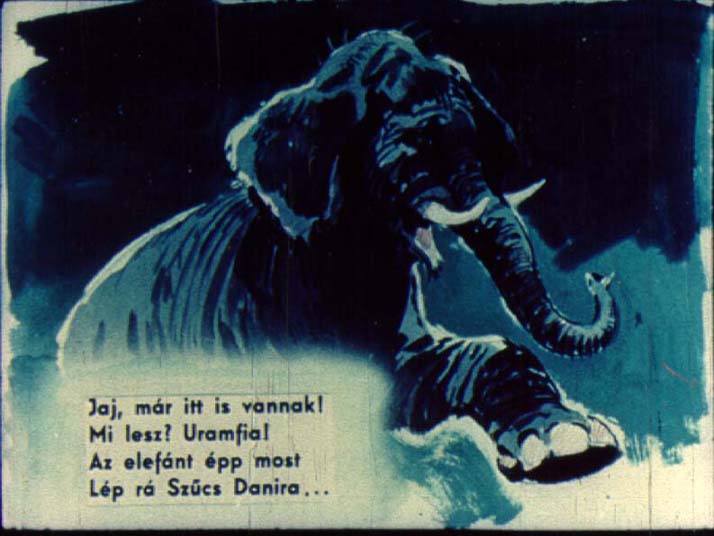 Jaj, már itt is vannak!
Mi lesz? Uramfia!
Az elefánt épp most
Lép rá Szűcs Danira...